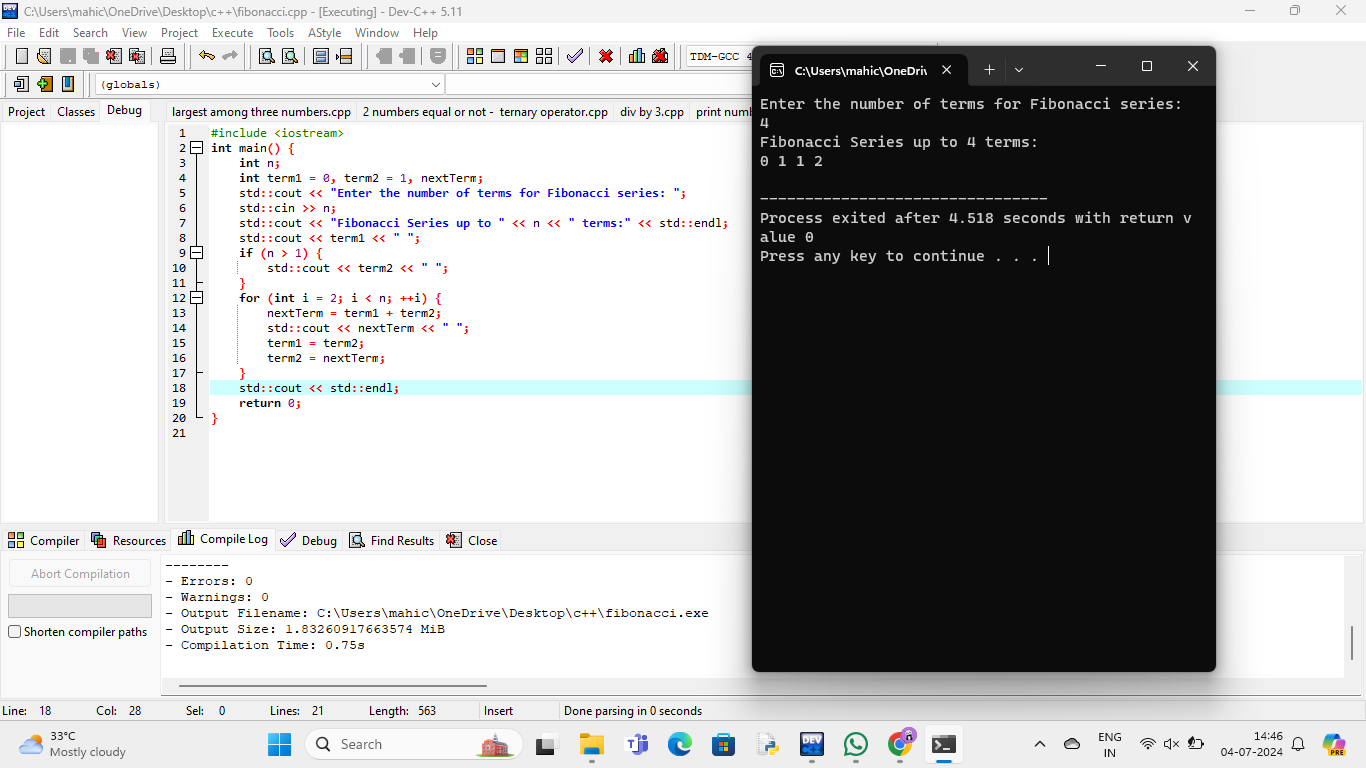 C:\Users\mahic\OneDrive\Desktop\c++\fibonacci.cpp - [Executing] - Dev-C++ 5.11
File Edit Search View Project Execute Tools AStyle Window Help
TDM-GCC 4
(globals)
Project Classes Debug
largest among three numbers.cpp 2 numbers equal or not - ternary operator.cpp div by 3.cpp
1 #include <iostream>
2 int main() {
3 int n;
4 int term1 = 0, term2 = 1, nextTerm;
5 std::cout << "Enter the number of terms for Fibonacci series: ";
6 std::cin >> n;
7 std::cout << "Fibonacci Series up to " << n << " terms:" << std::endl;
8 std::cout << term1 << " ";
9 if (n > 1) {
10 std::cout << term2 << " ";
11 }
12 for (int i = 2; i < n; ++i) {
13 nextTerm = term1 + term2;
14 std::cout << nextTerm << " ";
15 term1 = term2;
16 term2 = nextTerm;
17 }
18 std::cout << std::endl;
19 return 0;
20 }
21
C:\Users\mahic\OneDri
Enter the number of terms for Fibonacci series:
4
Fibonacci Series up to 4 terms:
0 1 1 2
--------------------------------
Process exited after 4.518 seconds with return v
alue 0
Press any key to continue . . .
Compiler Resources Compile Log Debug Find Results Close
Abort Compilation
Shorten compiler paths
--------
- Errors: 0
- Warnings: 0
- Output Filename: C:\Users\mahic\OneDrive\Desktop\c++\fibonacci.exe
- Output Size: 1.83260917663574 MiB
- Compilation Time: 0.75s
Line: 18 Col: 28 Sel: 0 Lines: 21 Length: 563 Insert Done parsing in 0 seconds
33°C
Mostly cloudy
Search
DEV
ENG
IN
14:46
04-07-2024
PRE